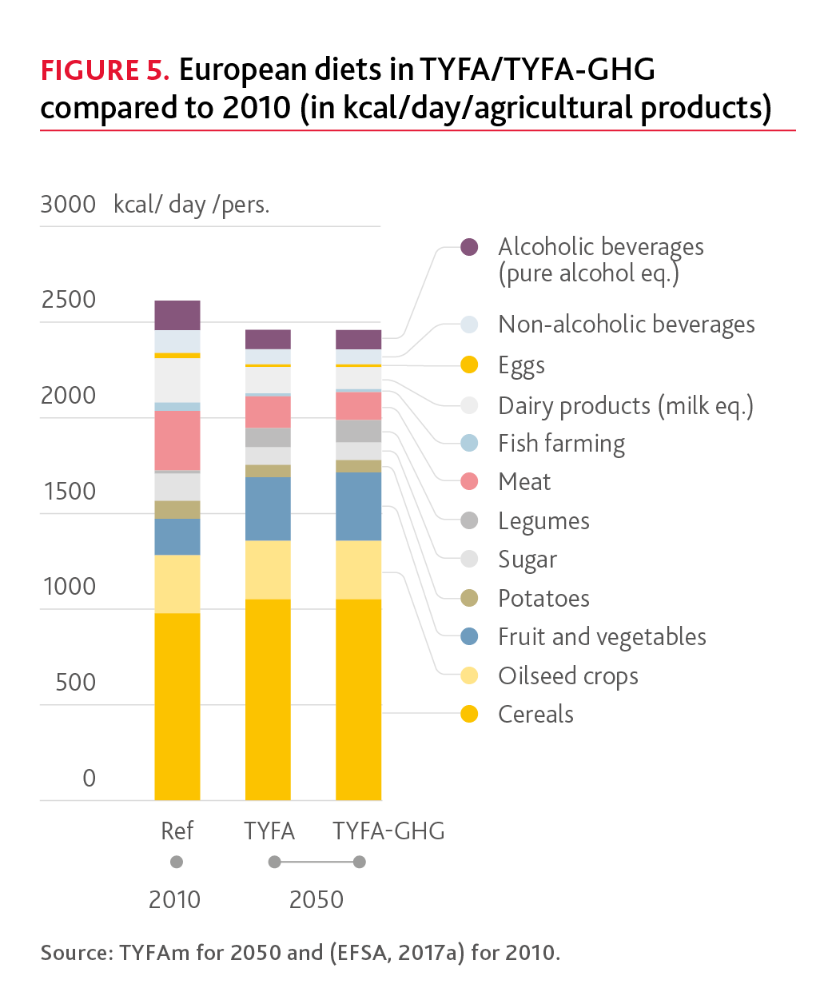 FIGURE 5. European diets in TYFA/TYFA-GHG
compared to 2010 (in kcal/day/agricultural products)
3000 kcal/ day /pers.
2500
2000
1500
1000
500
0
Alcoholic beverages
(pure alcohol eq.)
Non-alcoholic beverages
Eggs
Dairy products (milk eq.)
Fish farming
Meat
Legumes
Sugar
Potatoes
Fruit and vegetables
Oilseed crops
Cereals
Ref TYFA TYFA-GHG
2010 2050
Source: TYFAm for 2050 and (EFSA, 2017a) for 2010.